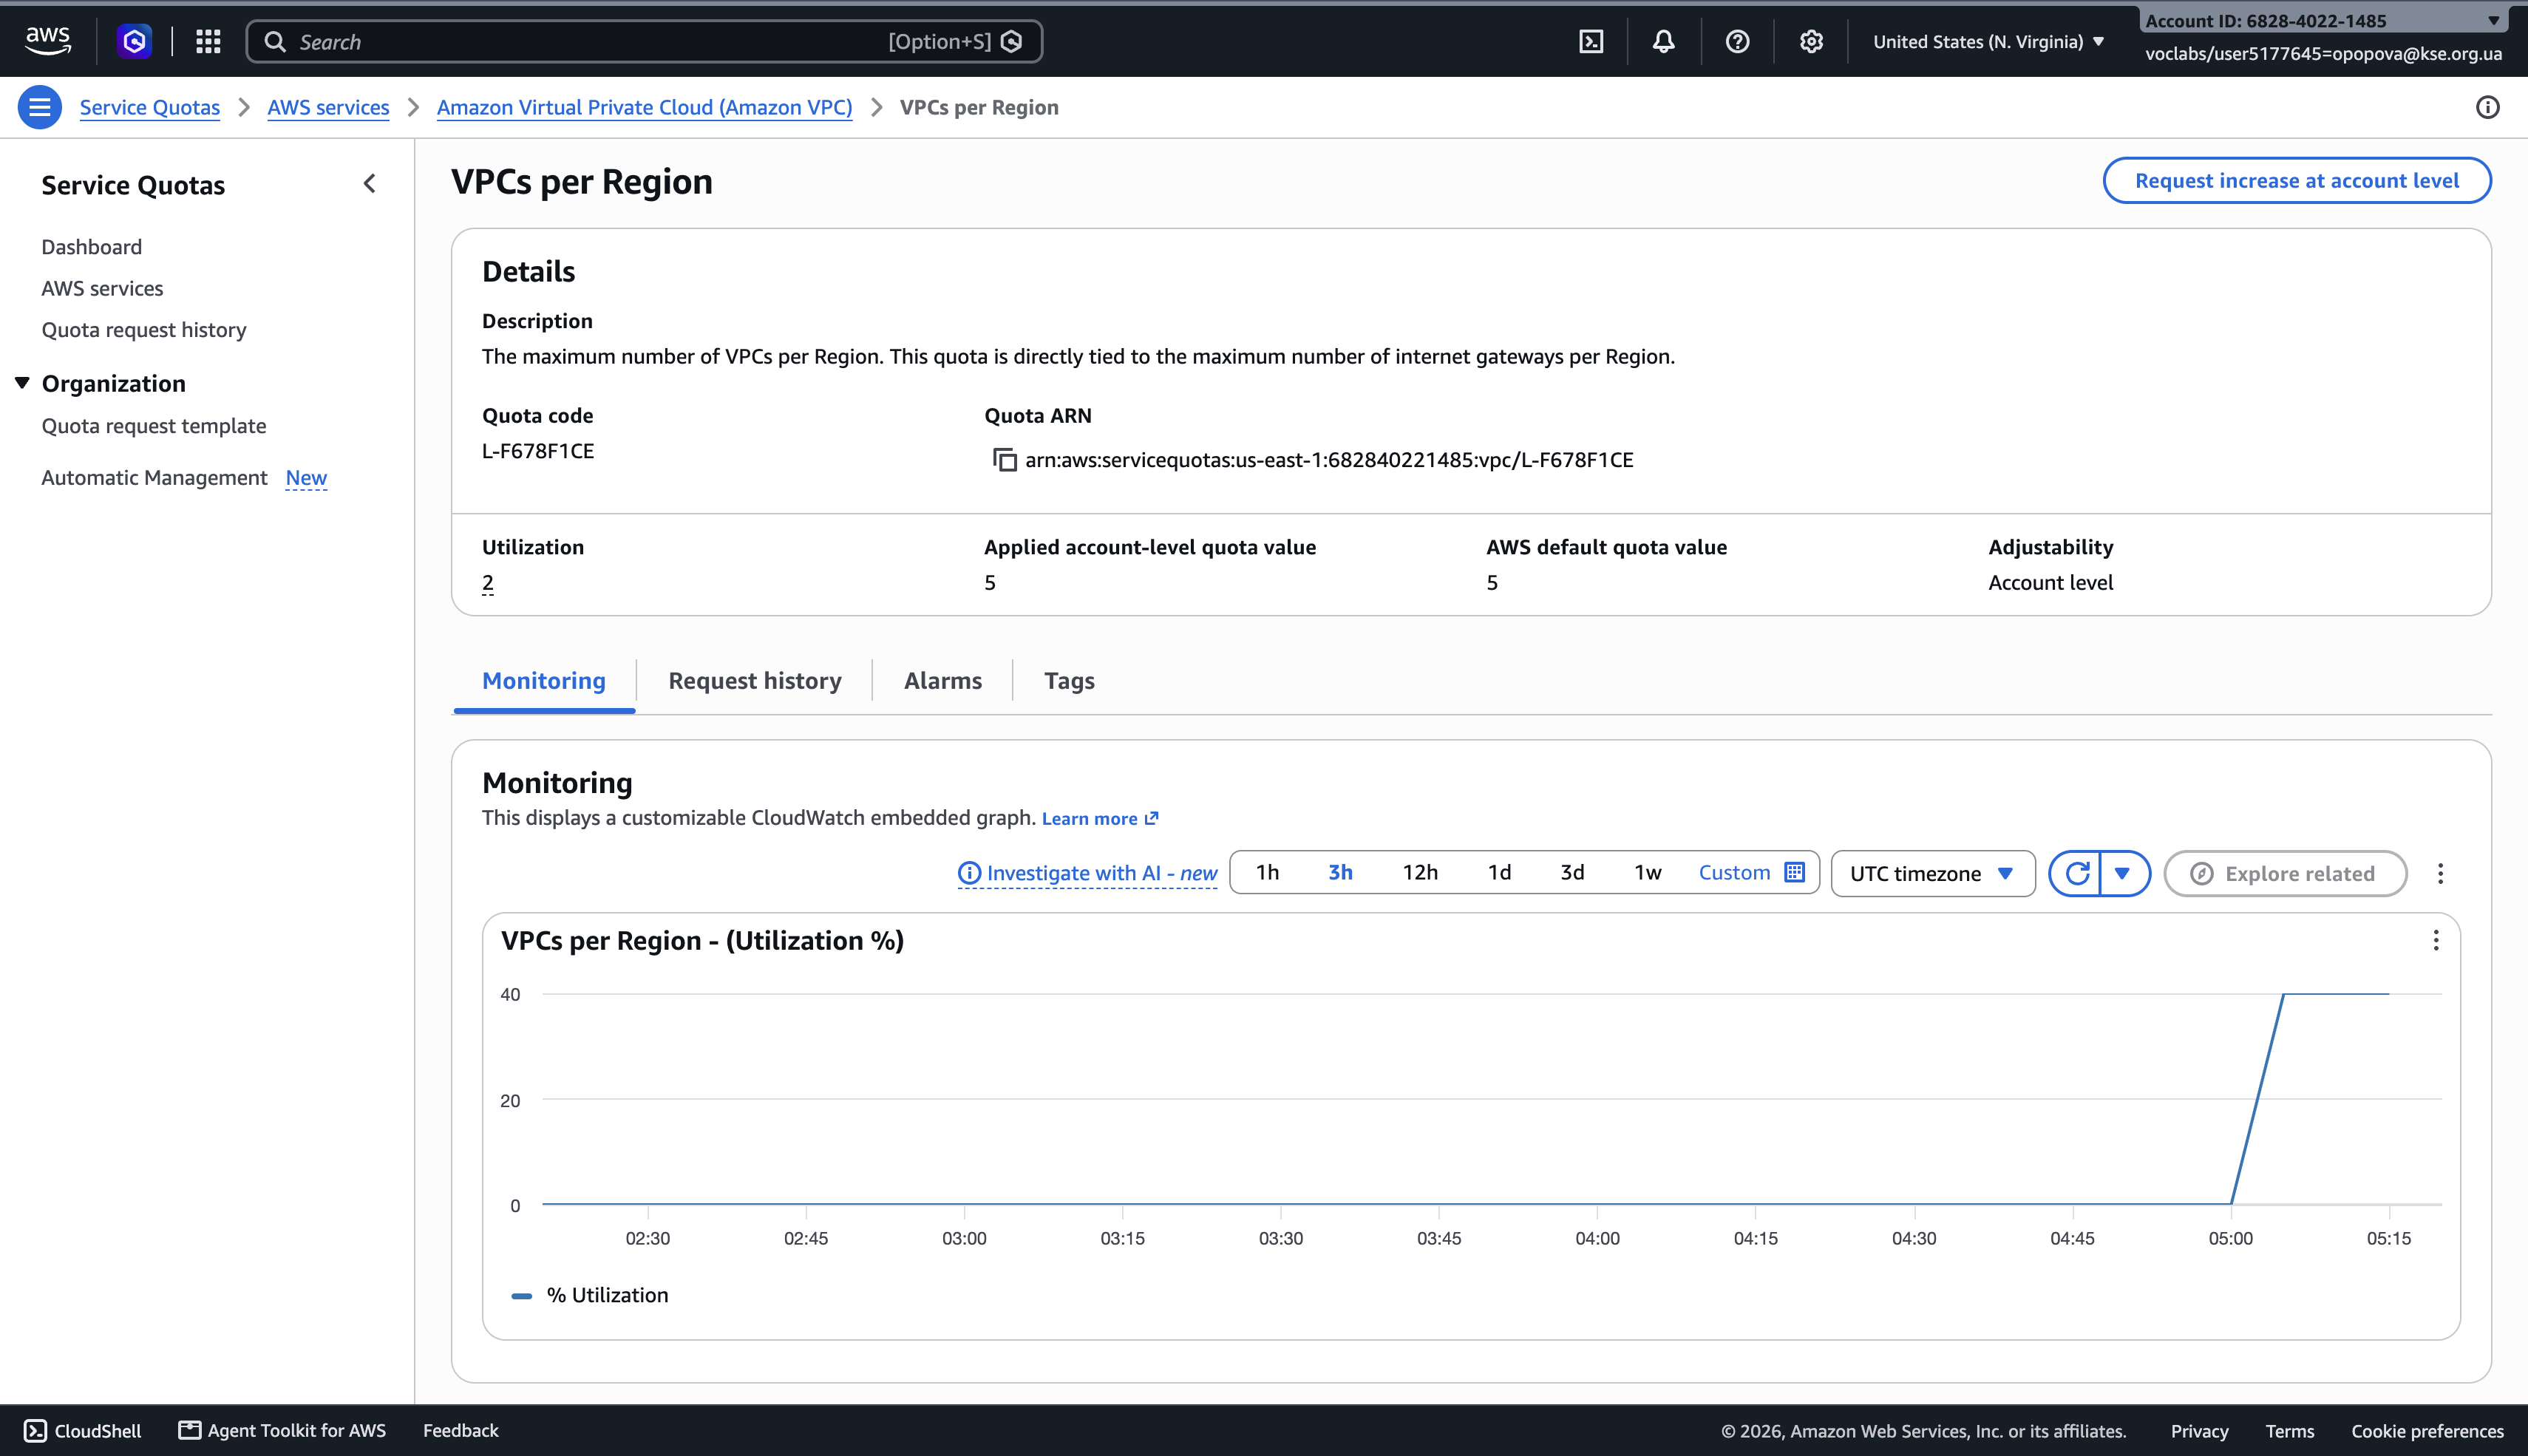 aws
Search
[Option+S]
United States (N. Virginia)
Account ID: 6828-4022-1485
voclabs/user5177645=opopova@kse.org.ua
Service Quotas
AWS services
Amazon Virtual Private Cloud (Amazon VPC)
VPCs per Region
Service Quotas
Dashboard
AWS services
Quota request history
Organization
Quota request template
Automatic Management New
VPCs per Region
Request increase at account level
Details
Description
The maximum number of VPCs per Region. This quota is directly tied to the maximum number of internet gateways per Region.
Quota code
L-F678F1CE
Quota ARN
arn:aws:servicequotas:us-east-1:682840221485:vpc/L-F678F1CE
Utilization
2
Applied account-level quota value
5
AWS default quota value
5
Adjustability
Account level
Monitoring
Request history
Alarms
Tags
Monitoring
This displays a customizable CloudWatch embedded graph. Learn more
Investigate with AI - new
1h 3h 12h 1d 3d 1w Custom
UTC timezone
Explore related
VPCs per Region - (Utilization %)
40
20
0
02:30 02:45 03:00 03:15 03:30 03:45 04:00 04:15 04:30 04:45 05:00 05:15
% Utilization
CloudShell
Agent Toolkit for AWS
Feedback
© 2026, Amazon Web Services, Inc. or its affiliates.
Privacy
Terms
Cookie preferences